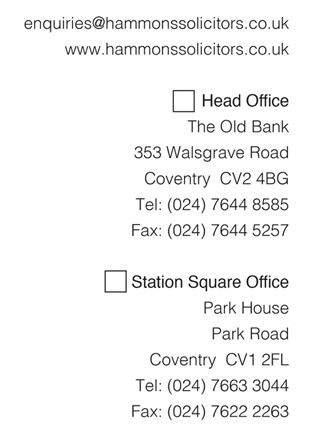 enquiries@hammonssolicitors.co.uk
www.hammonssolicitors.co.uk
Head Office
The Old Bank
353 Walsgrave Road
Coventry CV2 4BG
Tel: (024) 7644 8585
Fax: (024) 7644 5257
Station Square Office
Park House
Park Road
Coventry CV1 2FL
Tel: (024) 7663 3044
Fax: (024) 7622 2263